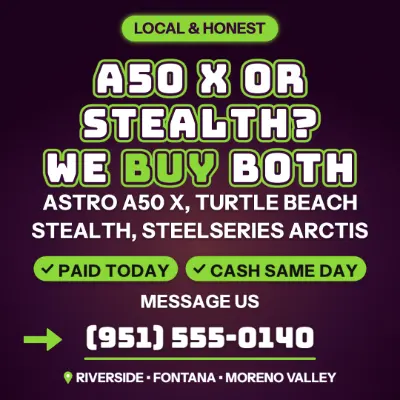 LOCAL & HONEST
A50 X OR
STEALTH?
WE BUY BOTH
ASTRO A50 X, TURTLE BEACH
STEALTH, STEELSERIES ARCTIS
✓ PAID TODAY ✓ CASH SAME DAY
MESSAGE US
(951) 555-0140
RIVERSIDE • FONTANA • MORENO VALLEY